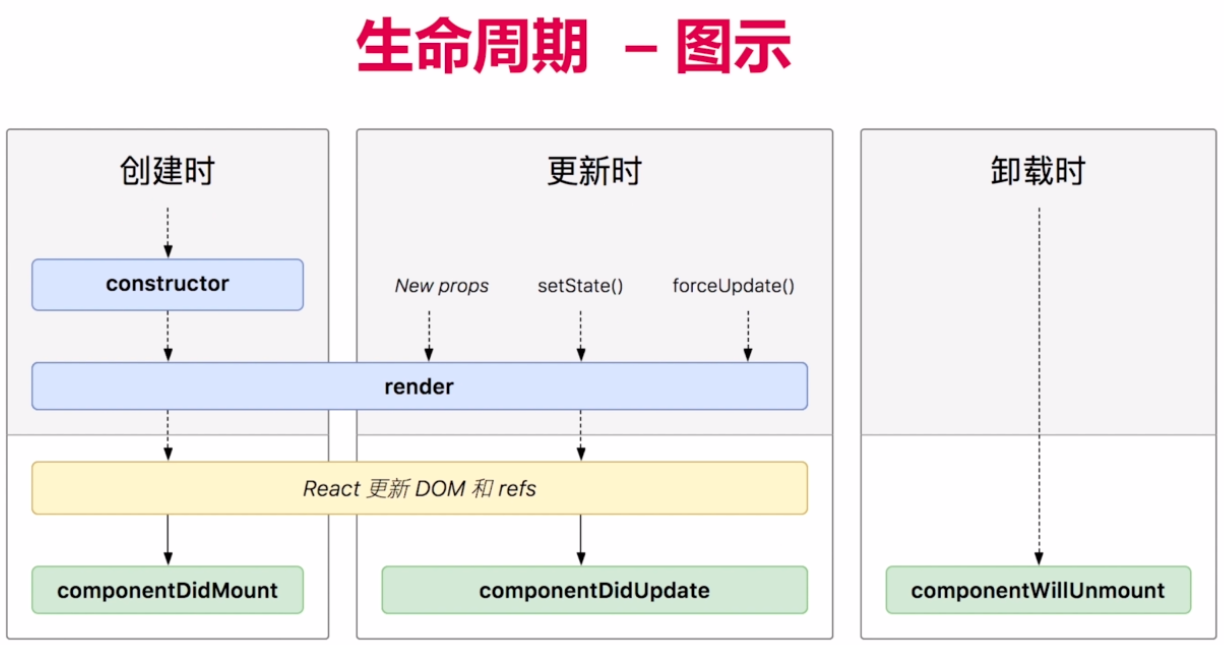 生命周期 – 图示
创建时
更新时
卸载时
constructor
New props
setState()
forceUpdate()
render
React 更新 DOM 和 refs
componentDidMount
componentDidUpdate
componentWillUnmount